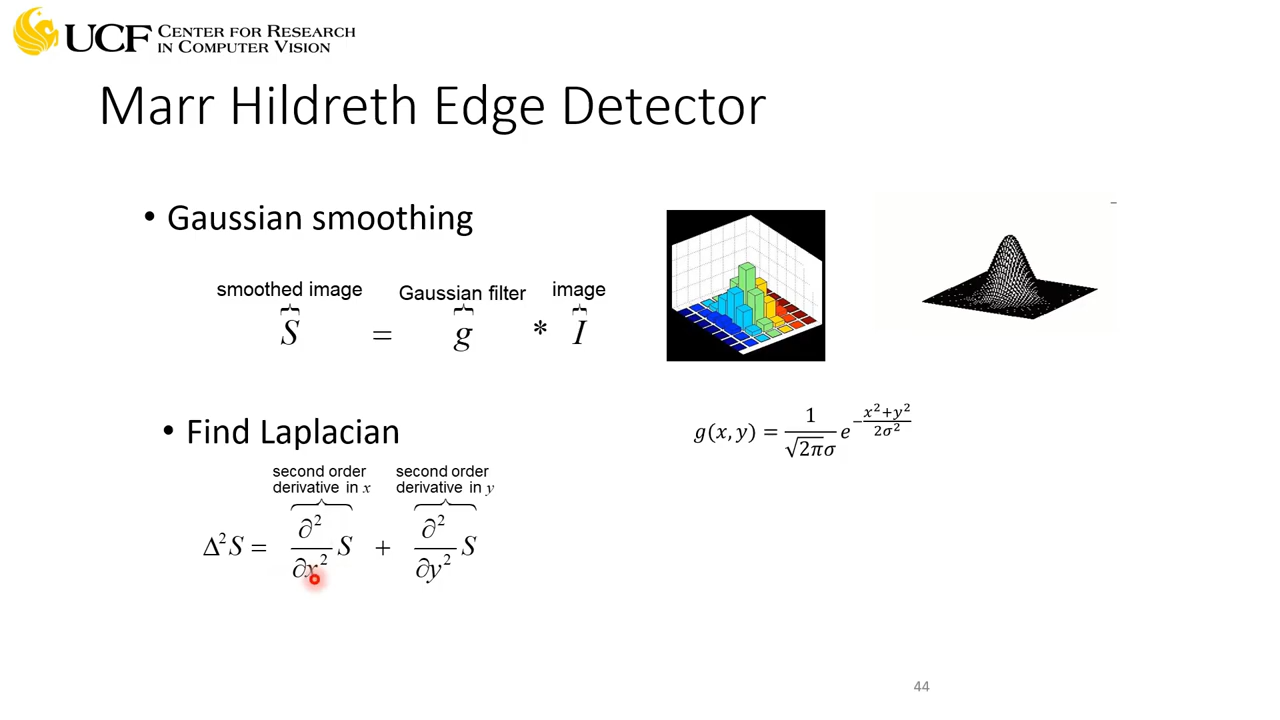 UCF CENTER FOR RESEARCH
IN COMPUTER VISION
Marr Hildreth Edge Detector
• Gaussian smoothing
smoothed image Gaussian filter image
S = g * I
• Find Laplacian
g(x, y) = 1/(√2πσ) e^(−(x²+y²)/(2σ²))
second order second order
derivative in x derivative in y
Δ²S = ∂²/∂x² S + ∂²/∂y² S
44